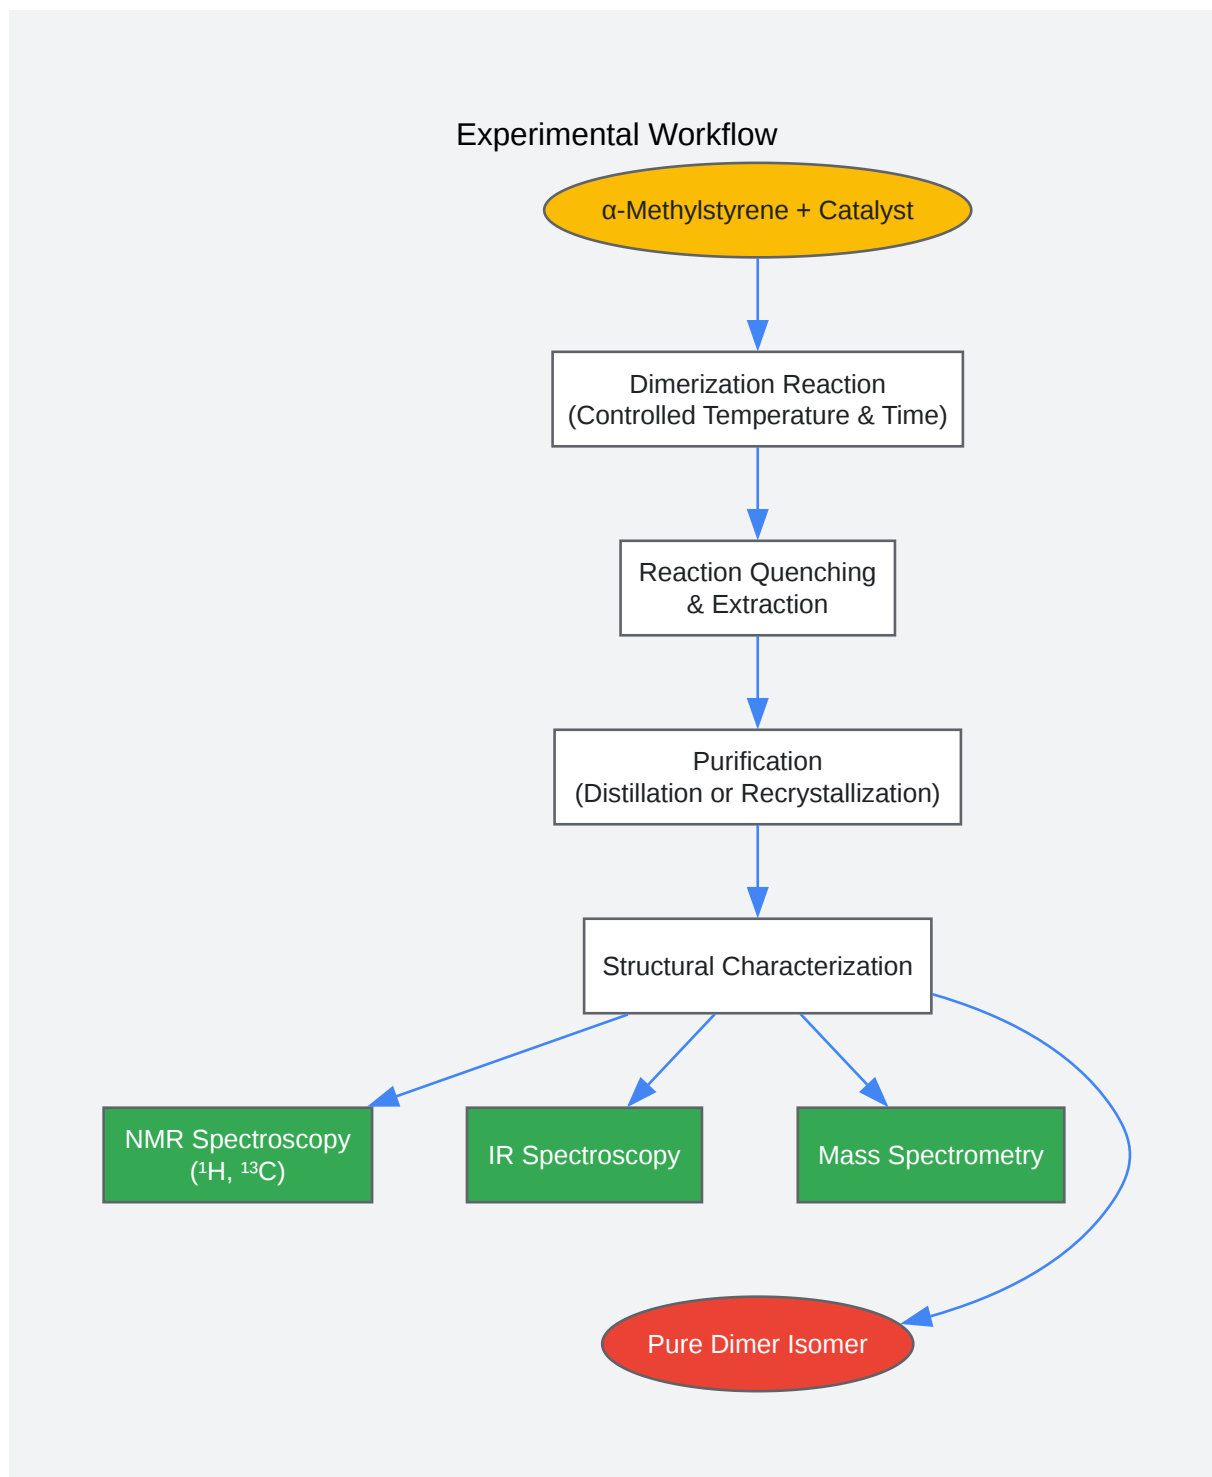 Experimental Workflow
α-Methylstyrene + Catalyst
Dimerization Reaction
(Controlled Temperature & Time)
Reaction Quenching
& Extraction
Purification
(Distillation or Recrystallization)
Structural Characterization
NMR Spectroscopy
(¹H, ¹³C)
IR Spectroscopy
Mass Spectrometry
Pure Dimer Isomer